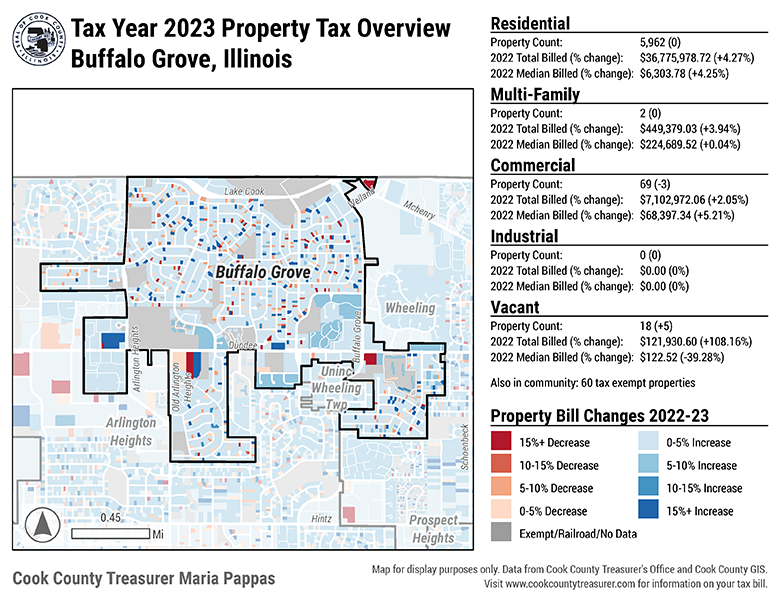 Tax Year 2023 Property Tax Overview
Buffalo Grove, Illinois
Residential
Property Count: 5,962 (0)
2022 Total Billed (% change): $36,775,978.72 (+4.27%)
2022 Median Billed (% change): $6,303.78 (+4.25%)
Multi-Family
Property Count: 2 (0)
2022 Total Billed (% change): $449,379.03 (+3.94%)
2022 Median Billed (% change): $224,689.52 (+0.04%)
Commercial
Property Count: 69 (-3)
2022 Total Billed (% change): $7,102,972.06 (+2.05%)
2022 Median Billed (% change): $68,397.34 (+5.21%)
Industrial
Property Count: 0 (0)
2022 Total Billed (% change): $0.00 (0%)
2022 Median Billed (% change): $0.00 (0%)
Vacant
Property Count: 18 (+5)
2022 Total Billed (% change): $121,930.60 (+108.16%)
2022 Median Billed (% change): $122.52 (-39.28%)
Also in community: 60 tax exempt properties
Property Bill Changes 2022-23
15%+ Decrease
10-15% Decrease
5-10% Decrease
0-5% Decrease
Exempt/Railroad/No Data
0-5% Increase
5-10% Increase
10-15% Increase
15%+ Increase
Lake Cook
Weiland
Mchenry
Buffalo Grove
Wheeling
Buffalo Grove
Dundee
Arlington Heights
Old Arlington
Heights
Uninc
Wheeling
Twp
Arlington
Heights
Schoenbeck
0.45
Mi
Hintz
Prospect
Heights
Cook County Treasurer Maria Pappas
Map for display purposes only. Data from Cook County Treasurer's Office and Cook County GIS.
Visit www.cookcountytreasurer.com for information on your tax bill.